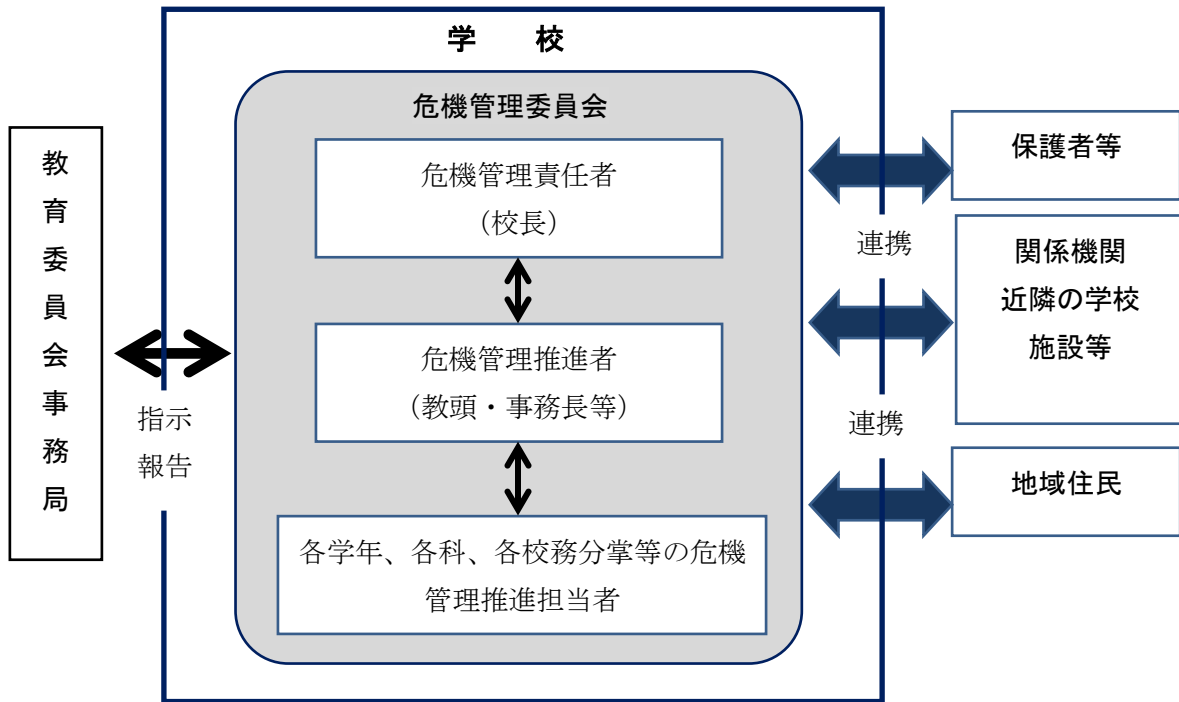 学 校
危機管理委員会
教育委員会事務局
指示
報告
危機管理責任者
（校長）
危機管理推進者
（教頭・事務長等）
各学年、各科、各校務分掌等の危機
管理推進担当者
連携
連携
保護者等
関係機関
近隣の学校
施設等
地域住民